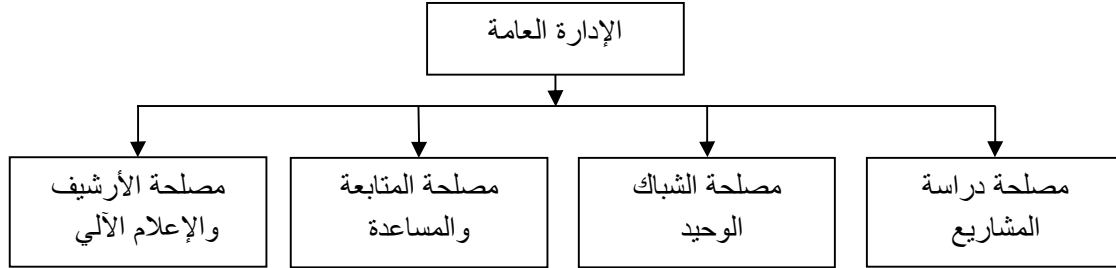 الإدارة العامة
مصلحة دراسة
المشاريع
مصلحة الشباك
الوحيد
مصلحة المتابعة
والمساعدة
مصلحة الأرشيف
والإعلام الآلي